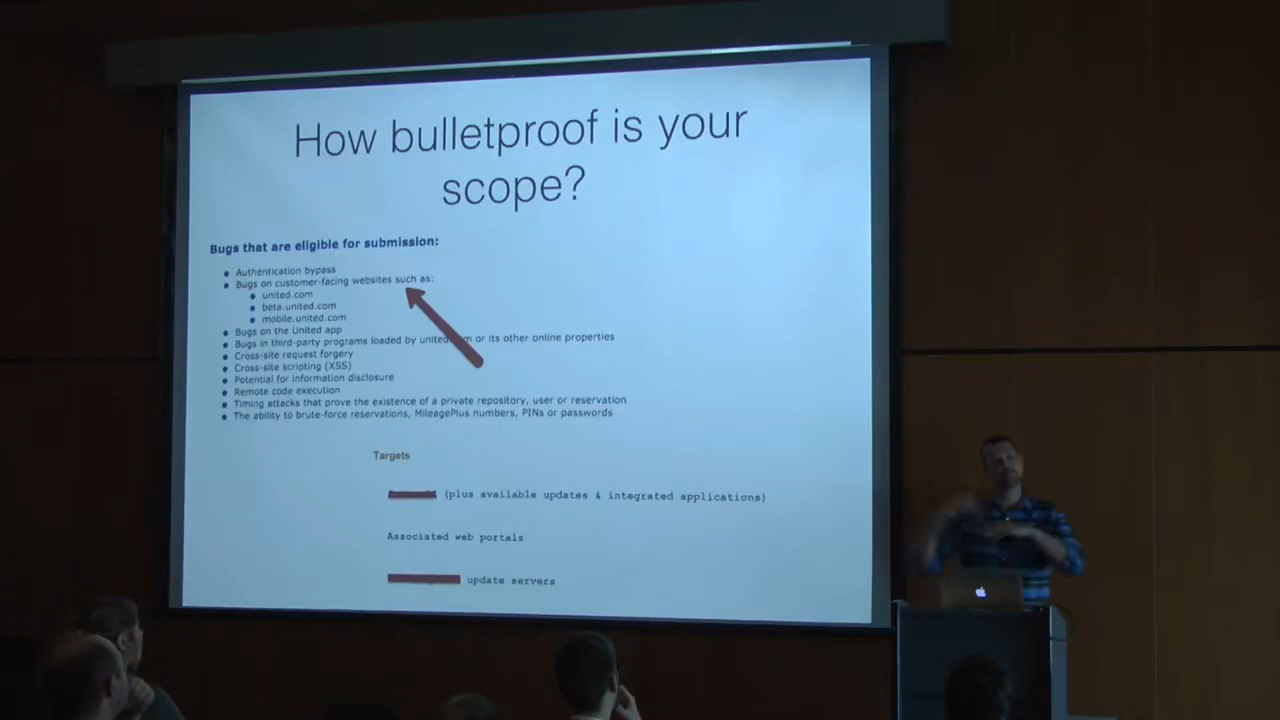 How bulletproof is your
scope?
Bugs that are eligible for submission:
Authentication bypass
Bugs on customer-facing websites such as:
united.com
beta.united.com
mobile.united.com
Bugs on the United app
Bugs in third-party programs loaded by united m or its other online properties
Cross-site request forgery
Cross-site scripting (XSS)
Potential for information disclosure
Remote code execution
Timing attacks that prove the existence of a private repository, user or reservation
The ability to brute-force reservations, MileagePlus numbers, PINs or passwords
Targets
(plus available updates & integrated applications)
Associated web portals
update servers